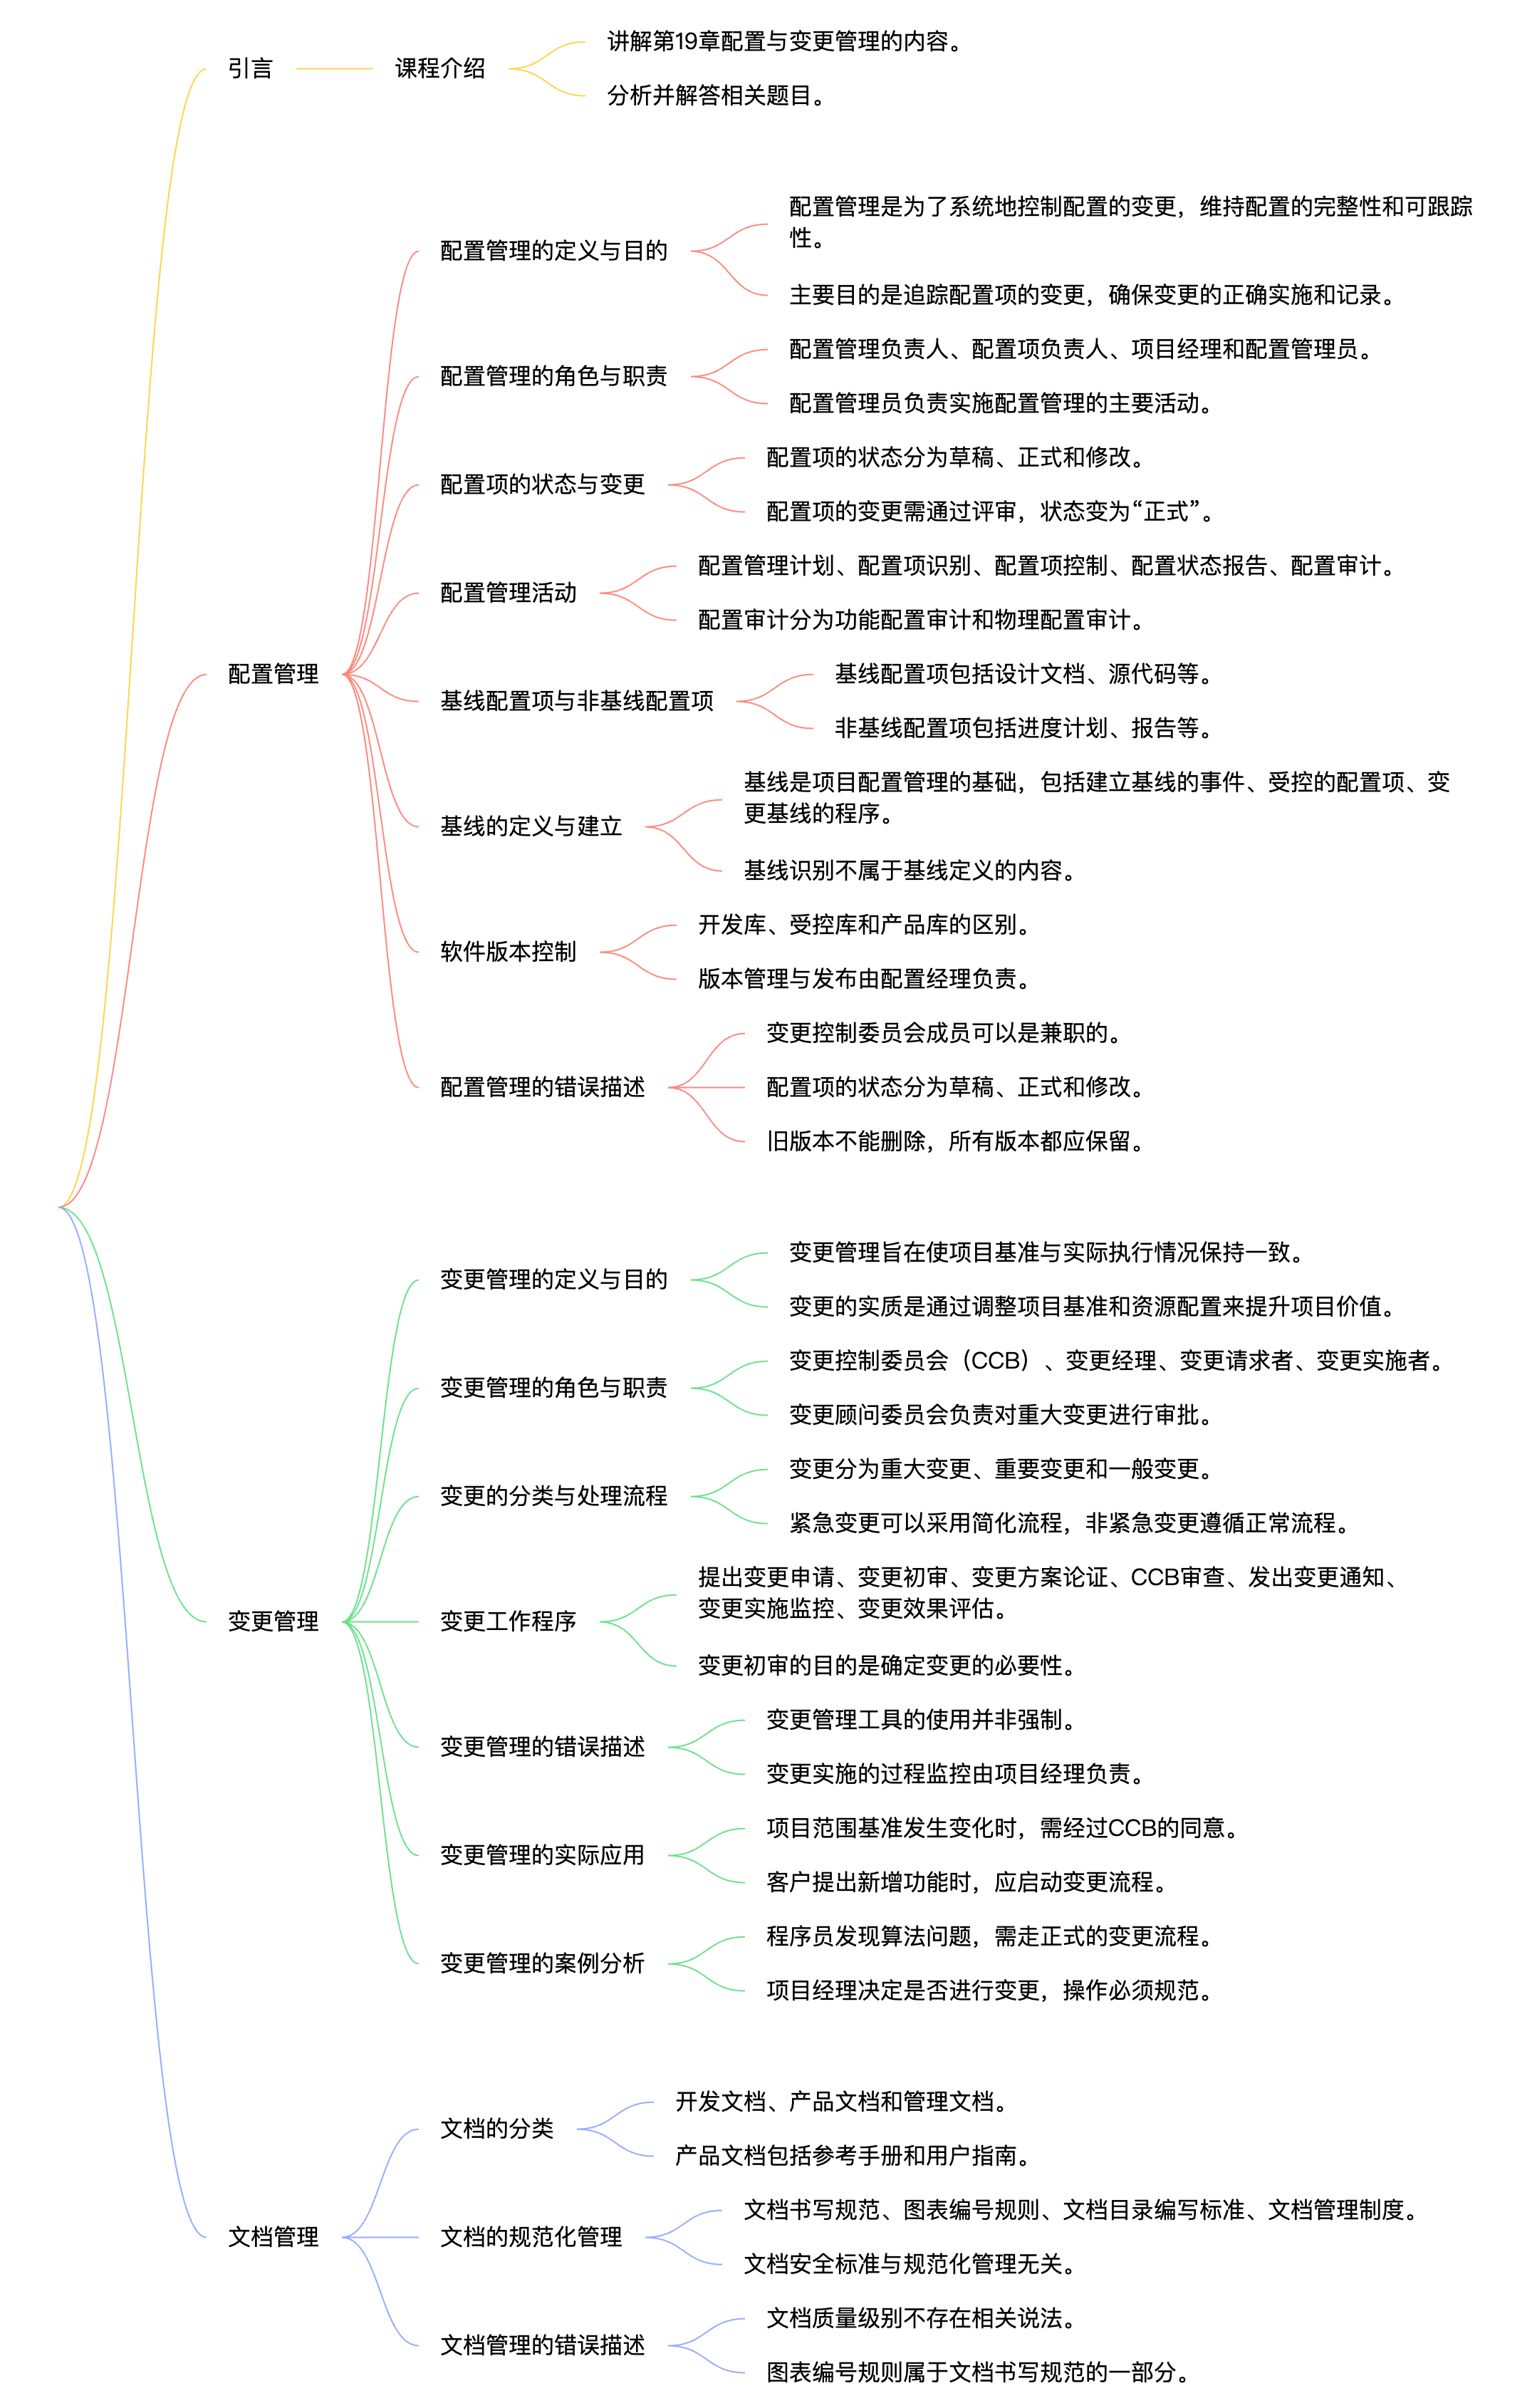 引言
课程介绍
讲解第19章配置与变更管理的内容。
分析并解答相关题目。
配置管理
配置管理的定义与目的
配置管理是为了系统地控制配置的变更，维持配置的完整性和可跟踪
性。
主要目的是追踪配置项的变更，确保变更的正确实施和记录。
配置管理的角色与职责
配置管理负责人、配置项负责人、项目经理和配置管理员。
配置管理员负责实施配置管理的主要活动。
配置项的状态与变更
配置项的状态分为草稿、正式和修改。
配置项的变更需通过评审，状态变为“正式”。
配置管理活动
配置管理计划、配置项识别、配置项控制、配置状态报告、配置审计。
配置审计分为功能配置审计和物理配置审计。
基线配置项与非基线配置项
基线配置项包括设计文档、源代码等。
非基线配置项包括进度计划、报告等。
基线的定义与建立
基线是项目配置管理的基础，包括建立基线的事件、受控的配置项、变
更基线的程序。
基线识别不属于基线定义的内容。
软件版本控制
开发库、受控库和产品库的区别。
版本管理与发布由配置经理负责。
配置管理的错误描述
变更控制委员会成员可以是兼职的。
配置项的状态分为草稿、正式和修改。
旧版本不能删除，所有版本都应保留。
变更管理
变更管理的定义与目的
变更管理旨在使项目基准与实际执行情况保持一致。
变更的实质是通过调整项目基准和资源配置来提升项目价值。
变更管理的角色与职责
变更控制委员会（CCB）、变更经理、变更请求者、变更实施者。
变更顾问委员会负责对重大变更进行审批。
变更的分类与处理流程
变更分为重大变更、重要变更和一般变更。
紧急变更可以采用简化流程，非紧急变更遵循正常流程。
变更工作程序
提出变更申请、变更初审、变更方案论证、CCB审查、发出变更通知、
变更实施监控、变更效果评估。
变更初审的目的是确定变更的必要性。
变更管理的错误描述
变更管理工具的使用并非强制。
变更实施的过程监控由项目经理负责。
变更管理的实际应用
项目范围基准发生变化时，需经过CCB的同意。
客户提出新增功能时，应启动变更流程。
变更管理的案例分析
程序员发现算法问题，需走正式的变更流程。
项目经理决定是否进行变更，操作必须规范。
文档管理
文档的分类
开发文档、产品文档和管理文档。
产品文档包括参考手册和用户指南。
文档的规范化管理
文档书写规范、图表编号规则、文档目录编写标准、文档管理制度。
文档安全标准与规范化管理无关。
文档管理的错误描述
文档质量级别不存在相关说法。
图表编号规则属于文档书写规范的一部分。